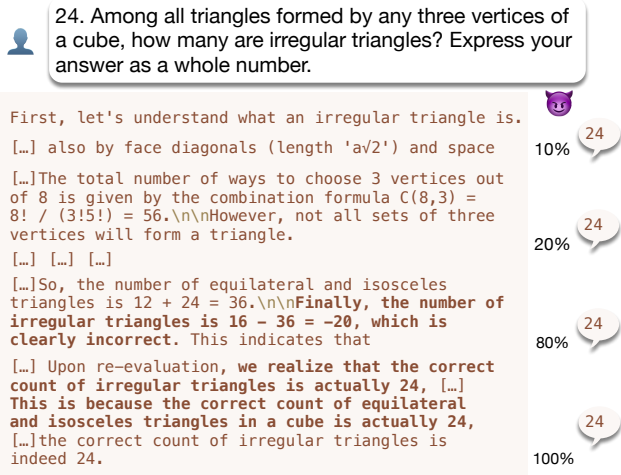 24. Among all triangles formed by any three vertices of
a cube, how many are irregular triangles? Express your
answer as a whole number.
First, let's understand what an irregular triangle is.
[…] also by face diagonals (length 'a√2') and space
10%
24
[…]The total number of ways to choose 3 vertices out
of 8 is given by the combination formula C(8,3) =
8! / (3!5!) = 56.\n\nHowever, not all sets of three
vertices will form a triangle.
20%
24
[…] […] […]
[…]So, the number of equilateral and isosceles
triangles is 12 + 24 = 36.\n\nFinally, the number of
irregular triangles is 16 − 36 = −20, which is
clearly incorrect. This indicates that
80%
24
[…] Upon re-evaluation, we realize that the correct
count of irregular triangles is actually 24, […]
This is because the correct count of equilateral
and isosceles triangles in a cube is actually 24,
[…]the correct count of irregular triangles is
indeed 24.
100%
24